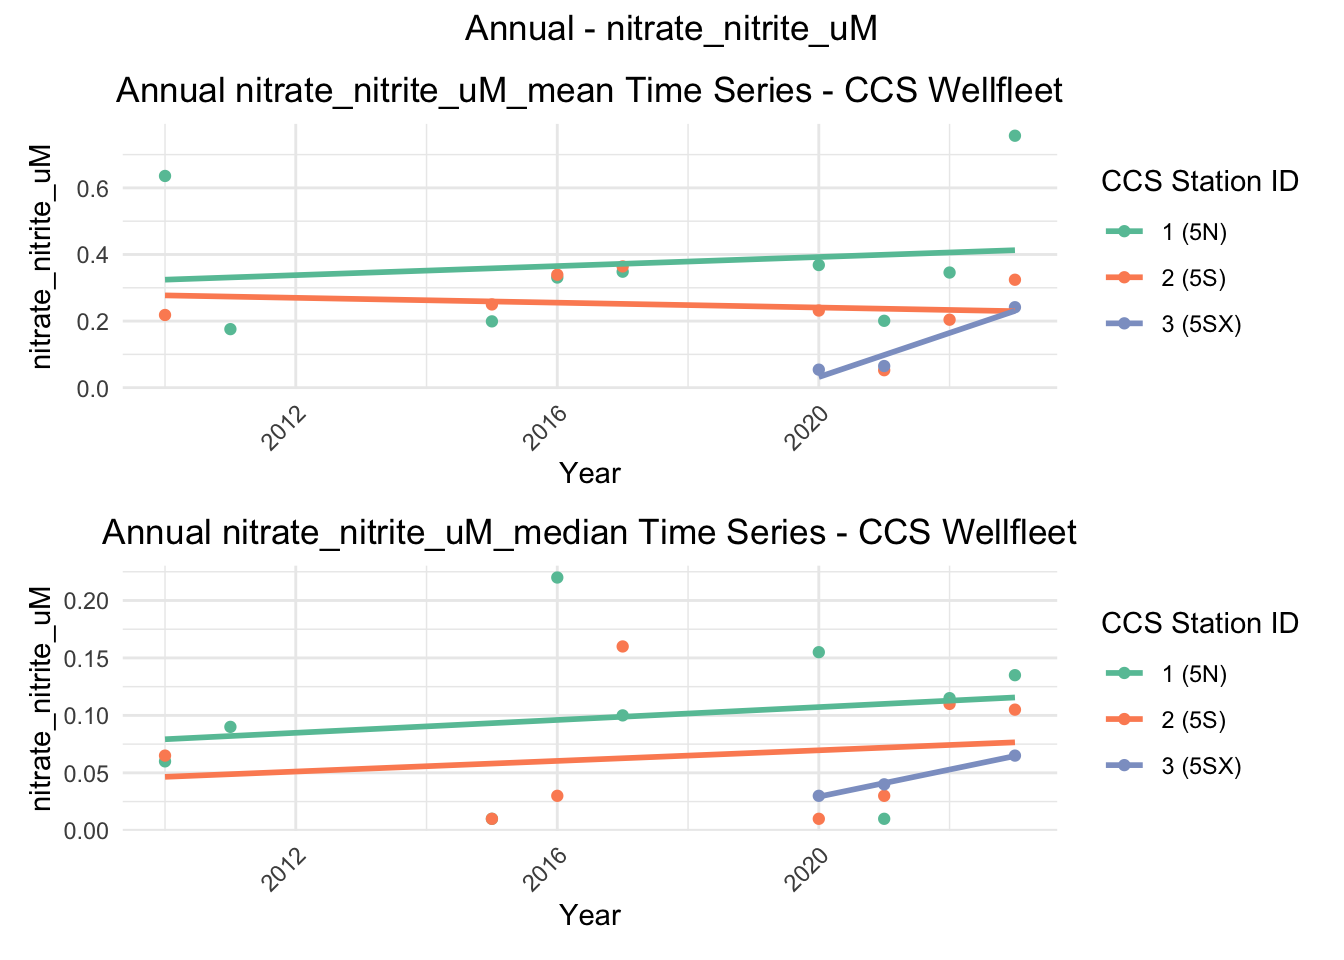 Annual - nitrate_nitrite_uM
Annual nitrate_nitrite_uM_mean Time Series - CCS Wellfleet
nitrate_nitrite_uM
0.6
0.4
0.2
0.0
2012
2016
2020
Year
CCS Station ID
1 (5N)
2 (5S)
3 (5SX)
Annual nitrate_nitrite_uM_median Time Series - CCS Wellfleet
nitrate_nitrite_uM
0.20
0.15
0.10
0.05
0.00
2012
2016
2020
Year
CCS Station ID
1 (5N)
2 (5S)
3 (5SX)